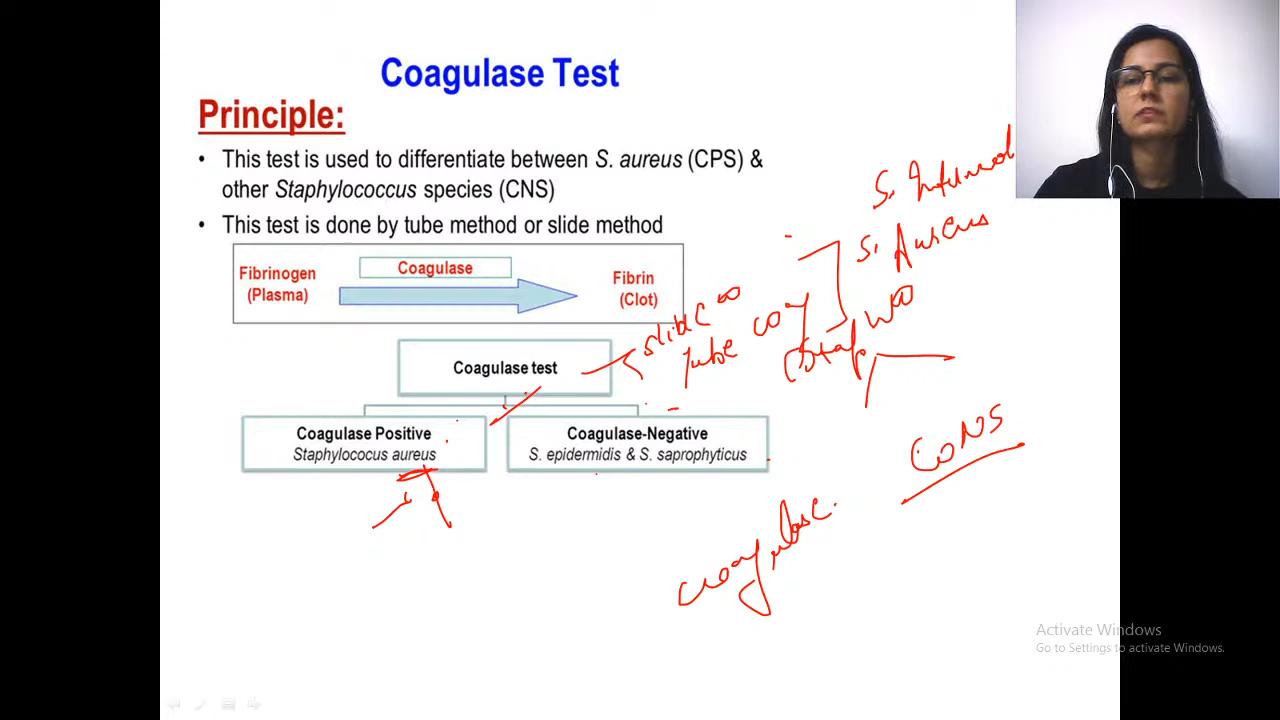 Coagulase Test
Principle:
• This test is used to differentiate between S. aureus (CPS) &
other Staphylococcus species (CNS)
• This test is done by tube method or slide method
Fibrinogen
(Plasma)
Coagulase
Fibrin
(Clot)
Coagulase test
Coagulase Positive
Staphylococus aureus
Coagulase-Negative
S. epidermidis & S. saprophyticus
S.
S. Aureus
slide
tube
coag
CoNS
coagulase
Activate Windows
Go to Settings to activate Windows.